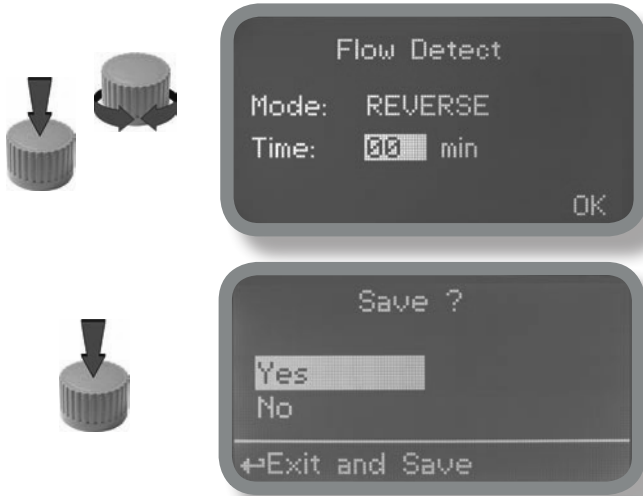 Flow Detect
Mode: REVERSE
Time: 00 min
OK
Save ?
Yes
No
↩Exit and Save